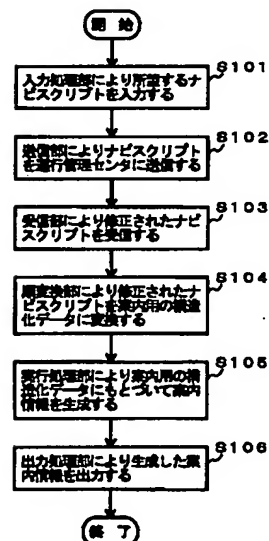 開 始
S101
入力処理部により所望するナ
ビスクリプトを入力する
S102
送信部によりナビスクリプト
を運行管理センタに送信する
S103
受信部により修正されたナビ
スクリプトを受信する
S104
順変換部により修正されたナ
ビスクリプトを案内用の構造
化データに変換する
S105
実行処理部により案内用の構
造化データにもとづいて案内
情報を生成する
S106
出力処理部により生成した案
内情報を出力する
終 了